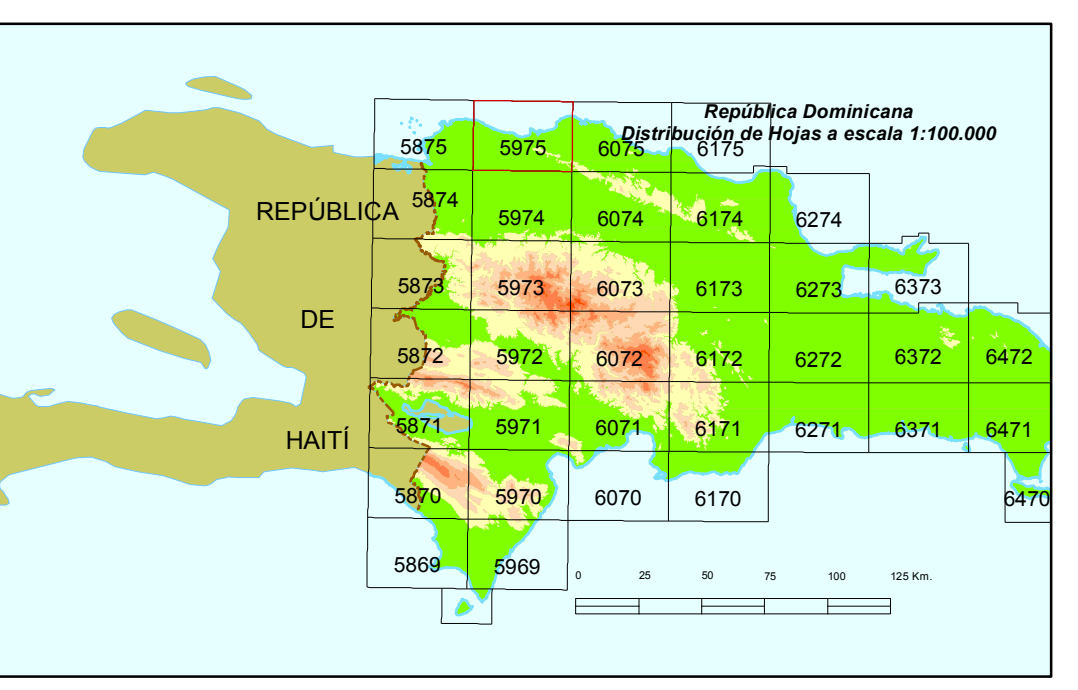 República Dominicana
Distribución de Hojas a escala 1:100.000
5875 5975 6075 6175
REPÚBLICA 5874 5974 6074 6174 6274
5873 5973 6073 6173 6273 6373
DE 5872 5972 6072 6172 6272 6372 6472
HAITÍ 5871 5971 6071 6171 6271 6371 6471
5870 5970 6070 6170 6470
5869 5969
0 25 50 75 100 125 Km.